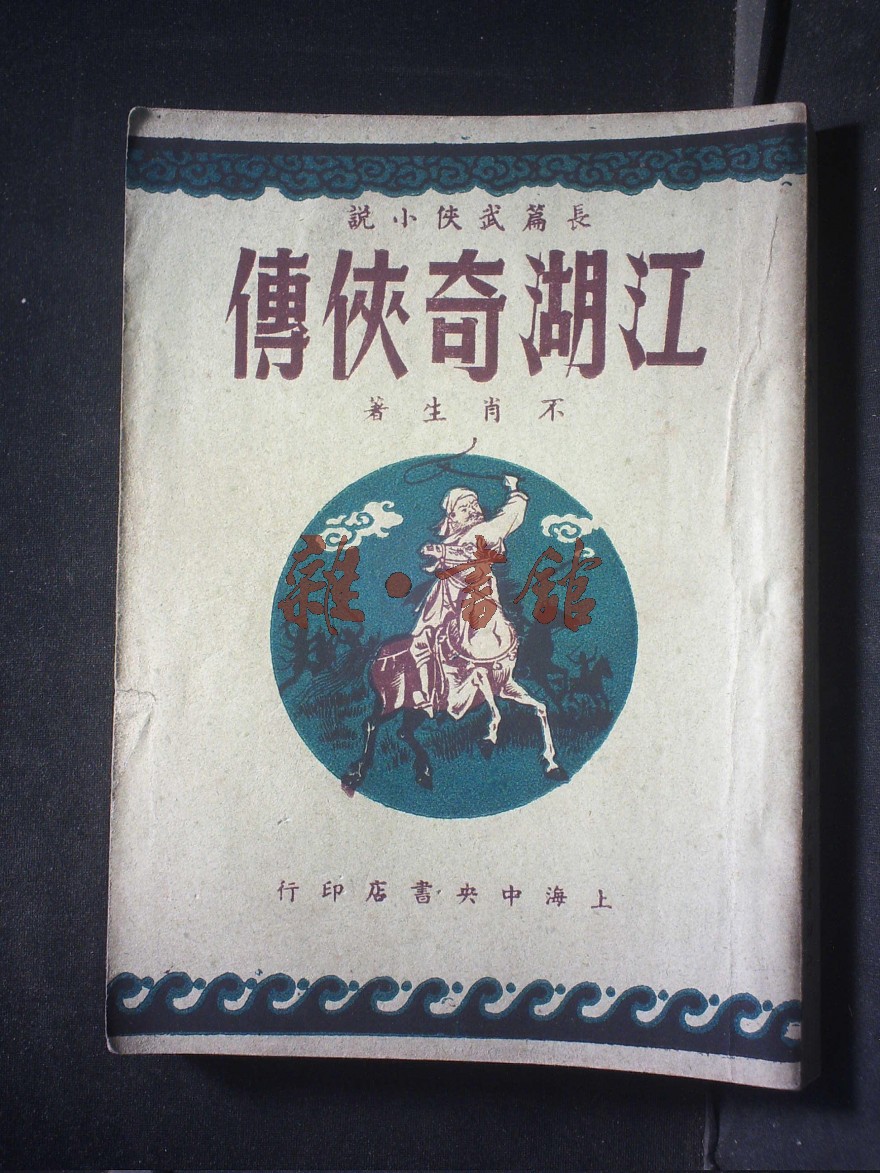 長篇武俠小說
江湖奇俠傳
不肖生著
雜·書館
上海中央書店印行